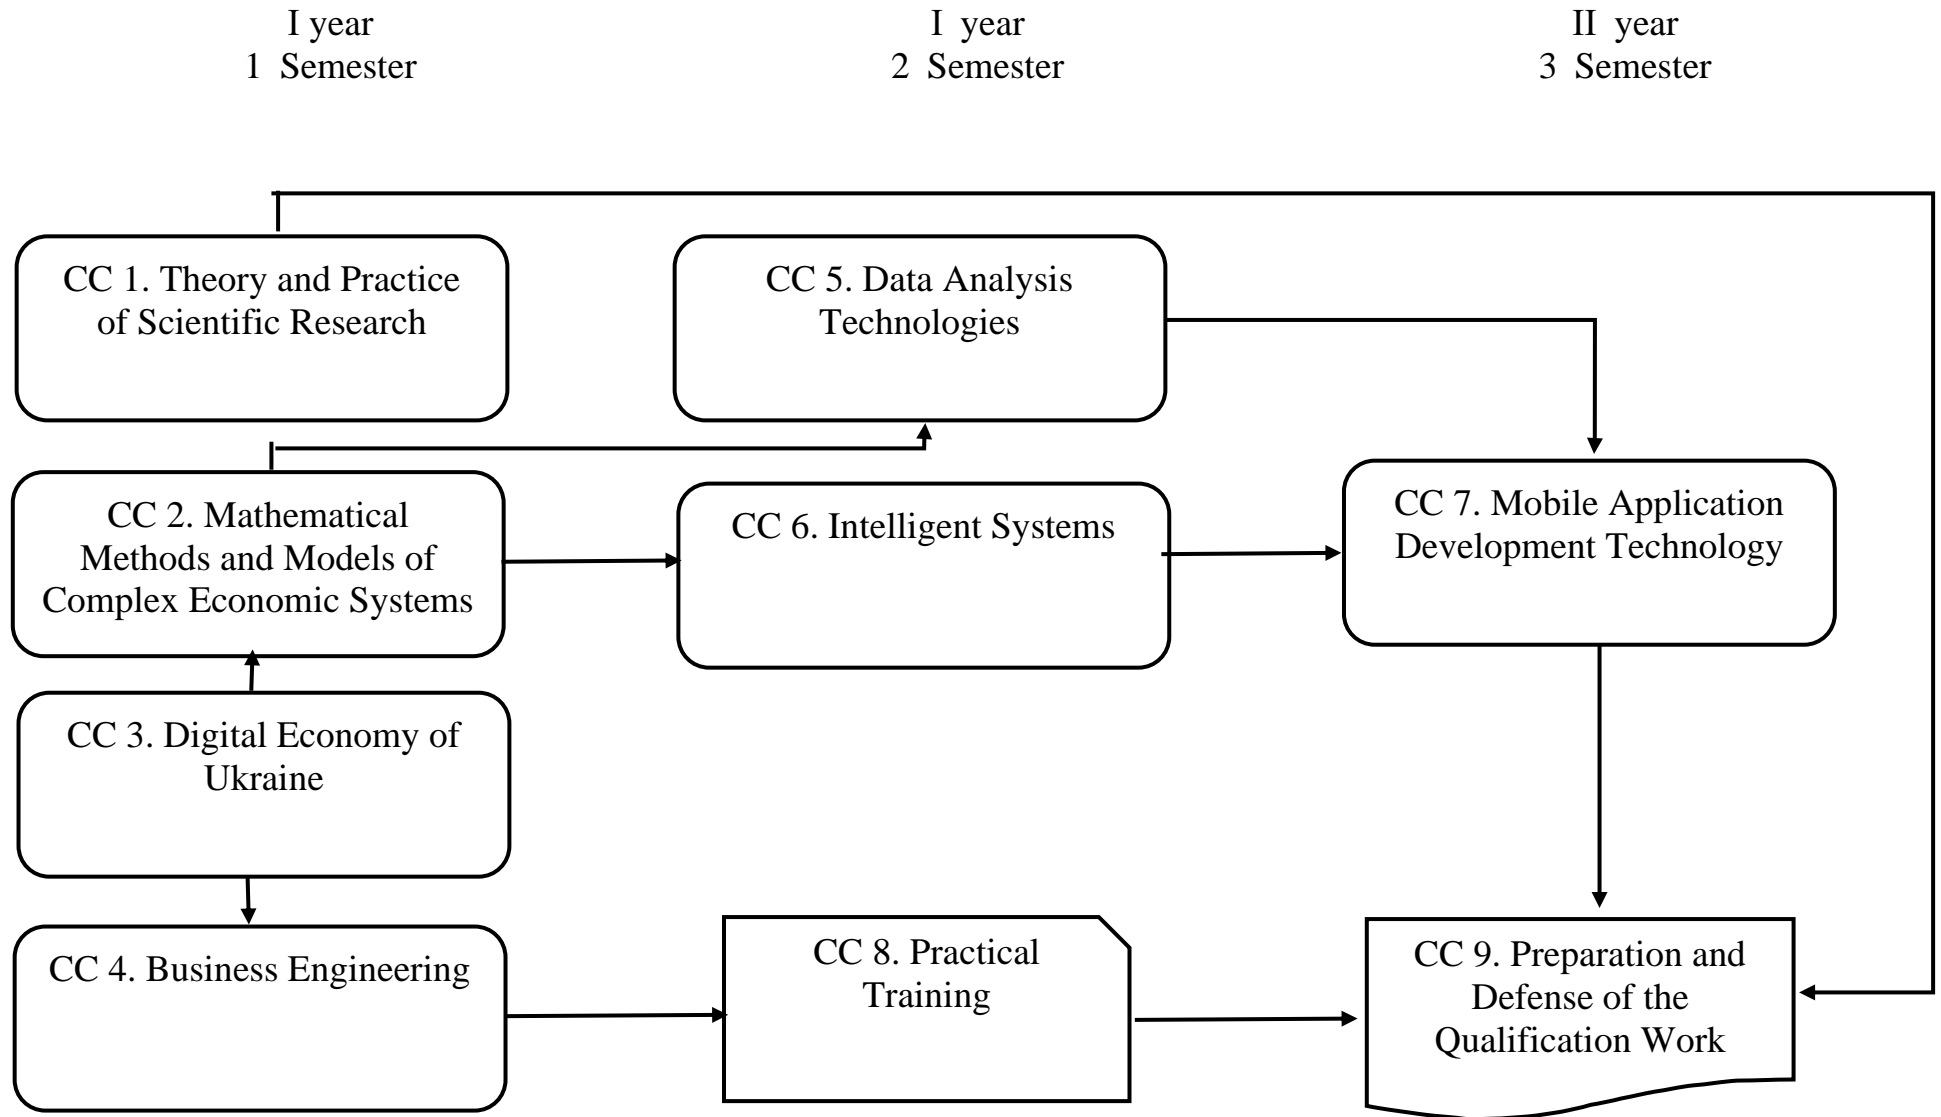 I year
1 Semester
I year
2 Semester
II year
3 Semester
CC 1. Theory and Practice
of Scientific Research
CC 5. Data Analysis
Technologies
CC 2. Mathematical
Methods and Models of
Complex Economic Systems
CC 6. Intelligent Systems
CC 7. Mobile Application
Development Technology
CC 3. Digital Economy of
Ukraine
CC 4. Business Engineering
CC 8. Practical
Training
CC 9. Preparation and
Defense of the
Qualification Work